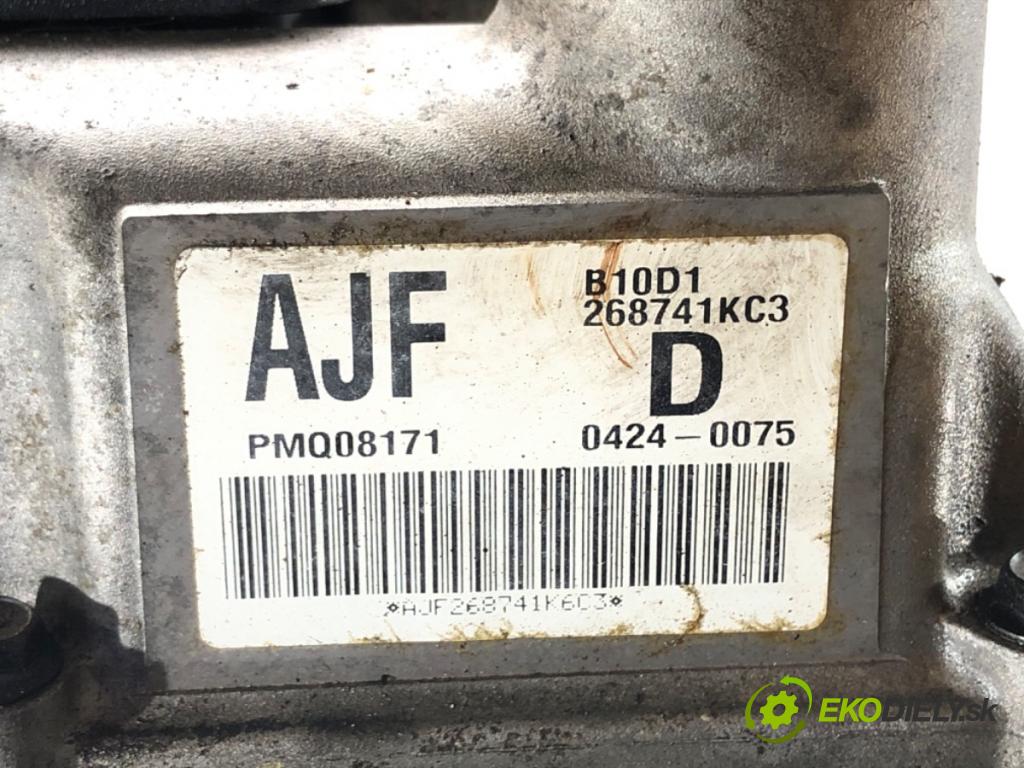 AJF
B10D1
268741KC3
D
PMQ08171
0424-0075
*AJF268741K6C3*
EKODIELY.sk